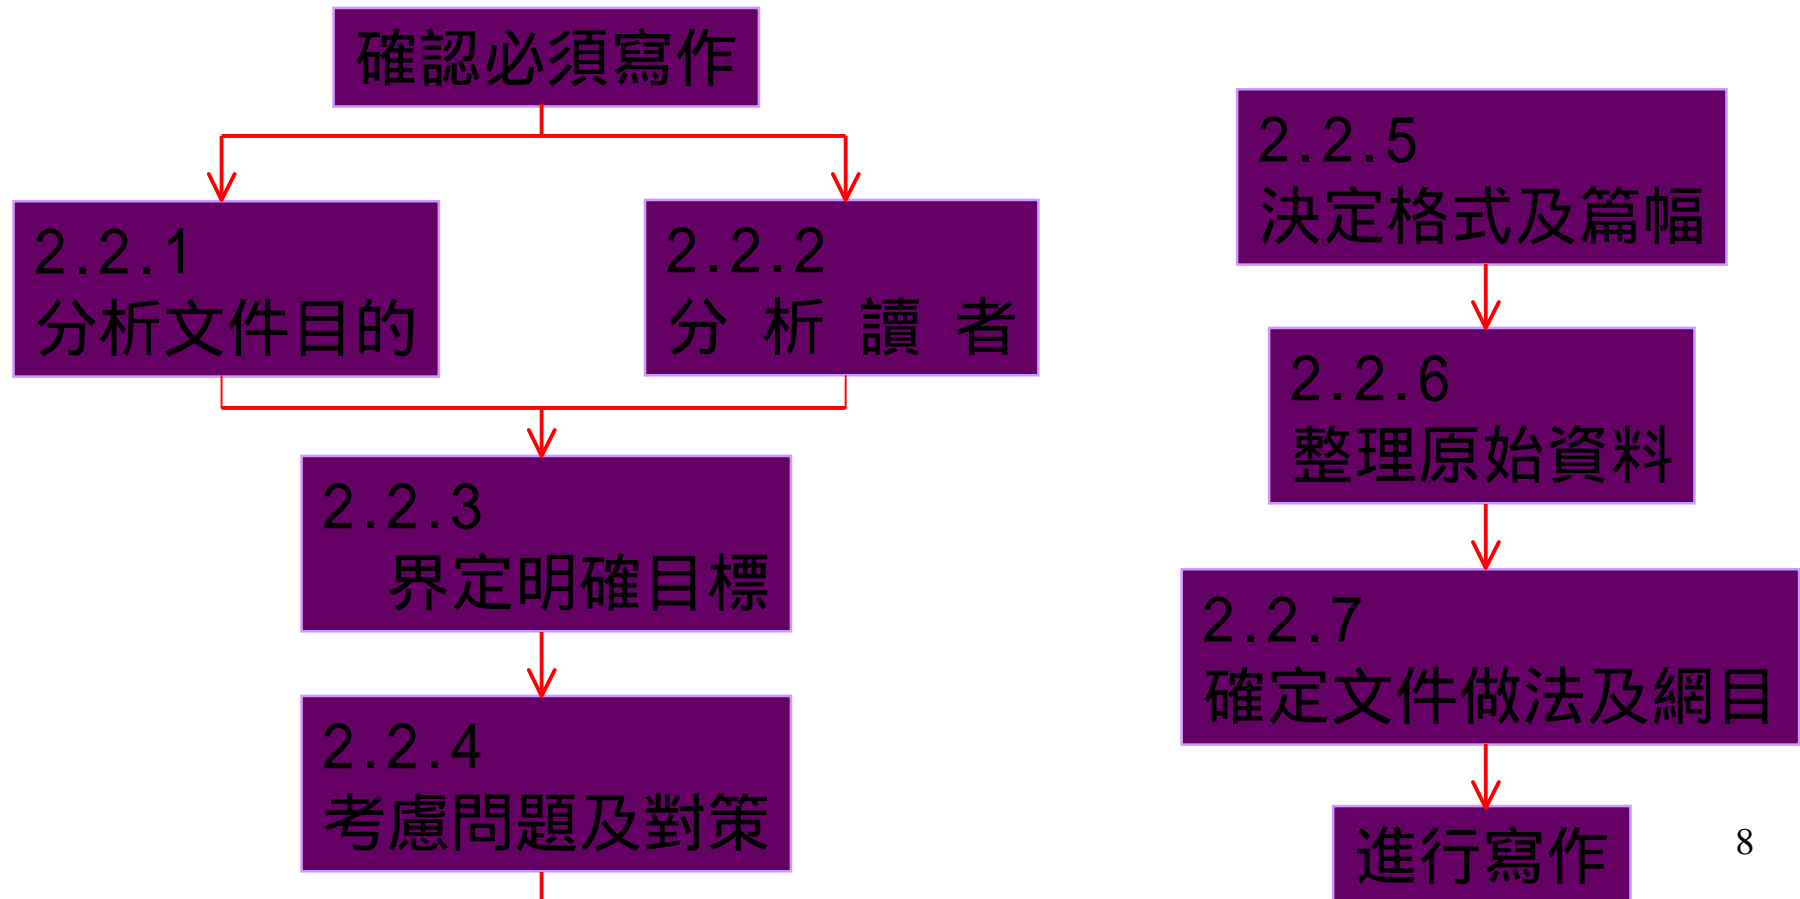 確認必須寫作
2.2.1
分析文件目的
2.2.2
分 析 讀 者
2.2.3
界定明確目標
2.2.4
考慮問題及對策
2.2.5
決定格式及篇幅
2.2.6
整理原始資料
2.2.7
確定文件做法及網目
進行寫作
8